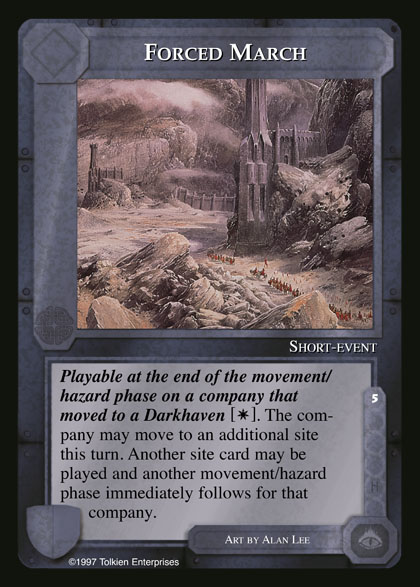 Forced March
Short-event
Playable at the end of the movement/
hazard phase on a company that
moved to a Darkhaven [✶]. The com-
pany may move to an additional site
this turn. Another site card may be
played and another movement/hazard
phase immediately follows for that
company.
5
H
Art by Alan Lee
©1997 Tolkien Enterprises